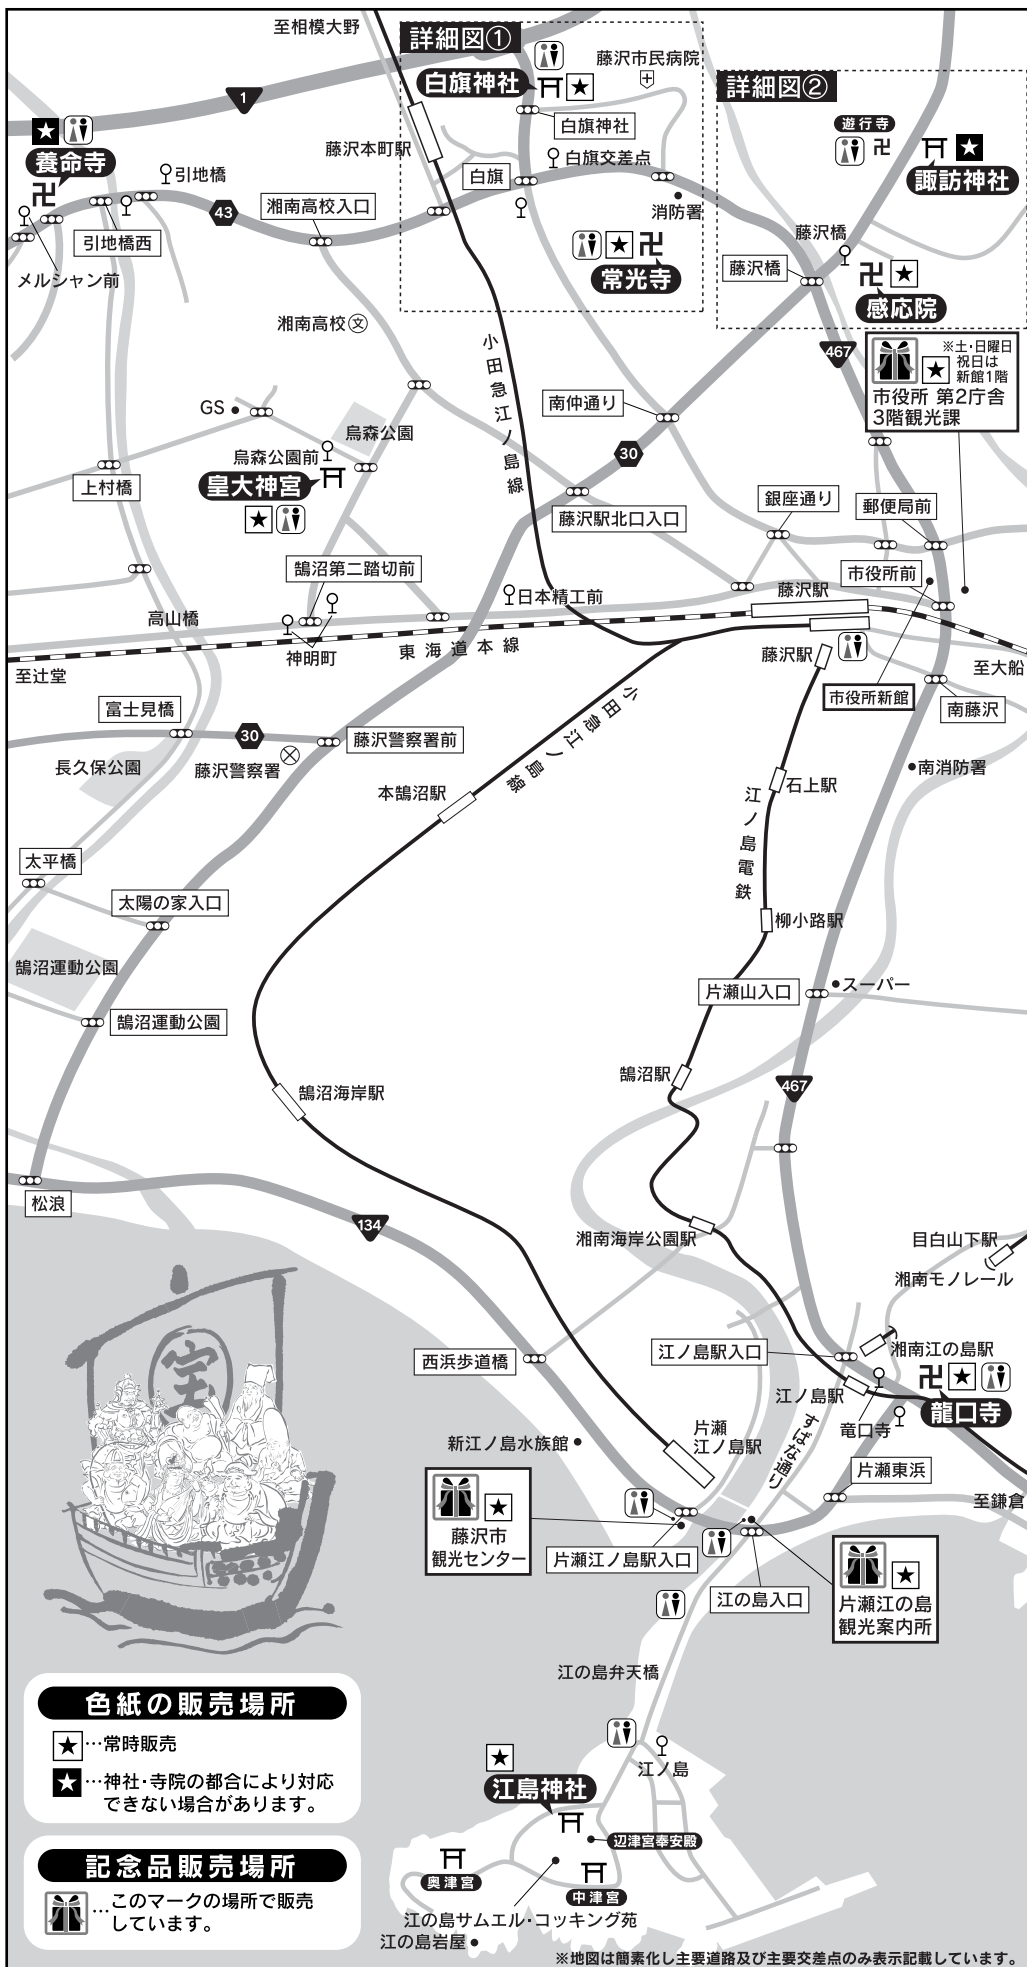 至相模大野
詳細図①
藤沢市民病院
詳細図②
白旗神社
1
白旗神社
遊行寺
諏訪神社
養命寺
藤沢本町駅
白旗交差点
引地橋
白旗
43
湘南高校入口
消防署
引地橋西
藤沢橋
藤沢橋
メルシャン前
常光寺
感応院
湘南高校
文
小田急江ノ島線
467
※土・日曜日
祝日は
新館1階
市役所 第2庁舎
3階観光課
GS
南仲通り
烏森公園
烏森公園前
30
上村橋
皇大神宮
銀座通り
郵便局前
藤沢駅北口入口
鵠沼第二踏切前
市役所前
日本精工前
藤沢駅
高山橋
神明町
東海道本線
藤沢駅
至大船
至辻堂
市役所新館
南藤沢
富士見橋
30
藤沢警察署前
小田急江ノ島線
長久保公園
藤沢警察署
南消防署
本鵠沼駅
石上駅
江ノ島電鉄
太平橋
太陽の家入口
柳小路駅
鵠沼運動公園
片瀬山入口
スーパー
鵠沼運動公園
鵠沼駅
鵠沼海岸駅
467
松浪
134
湘南海岸公園駅
目白山下駅
湘南モノレール
宝
西浜歩道橋
江ノ島駅入口
湘南江の島駅
江ノ島駅
龍口寺
すばな通り
竜口寺
片瀬
江ノ島駅
新江ノ島水族館
片瀬東浜
至鎌倉
藤沢市
観光センター
片瀬江ノ島駅入口
江の島入口
片瀬江の島
観光案内所
江の島弁天橋
色紙の販売場所
★…常時販売
★…神社・寺院の都合により対応
できない場合があります。
江ノ島
江島神社
辺津宮奉安殿
記念品販売場所
…このマークの場所で販売
しています。
奥津宮
中津宮
江の島サムエル・コッキング苑
江の島岩屋
※地図は簡素化し主要道路及び主要交差点のみ表示記載しています。